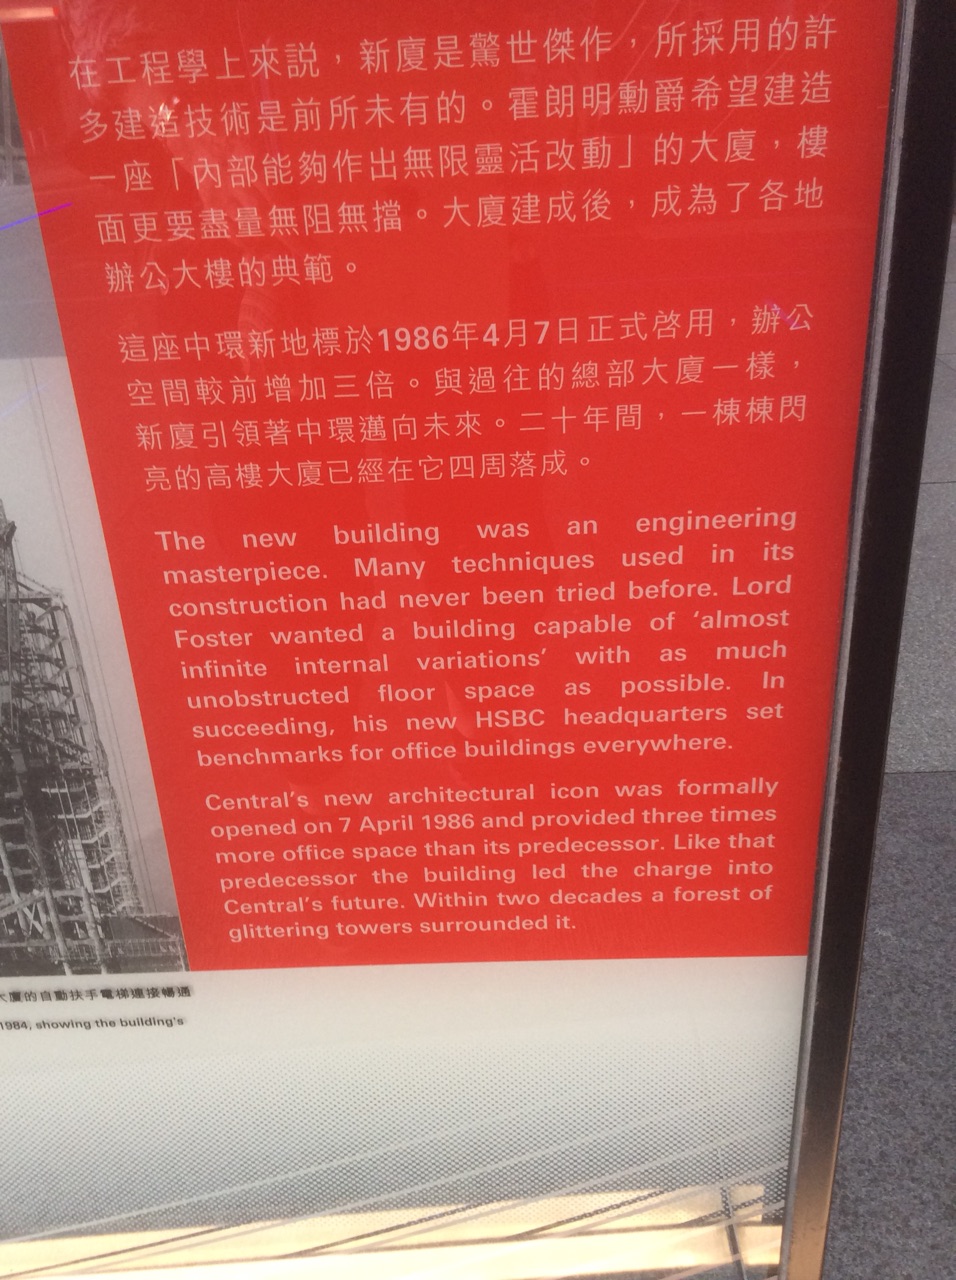 在工程學上來説，新廈是驚世傑作，所採用的許
多建造技術是前所未有的。霍朗明勳爵希望建造
一座「內部能夠作出無限靈活改動」的大廈，樓
面更要盡量無阻無擋。大廈建成後，成為了各地
辦公大樓的典範。
這座中環新地標於1986年4月7日正式啓用，辦公
空間較前增加三倍。與過往的總部大廈一樣，
新廈引領著中環邁向未來。二十年間，一棟棟閃
亮的高樓大廈已經在它四周落成。
The new building was an engineering
masterpiece. Many techniques used in its
construction had never been tried before. Lord
Foster wanted a building capable of ‘almost
infinite internal variations’ with as much
unobstructed floor space as possible. In
succeeding, his new HSBC headquarters set
benchmarks for office buildings everywhere.
Central’s new architectural icon was formally
opened on 7 April 1986 and provided three times
more office space than its predecessor. Like that
predecessor the building led the charge into
Central’s future. Within two decades a forest of
glittering towers surrounded it.
大廈的自動扶手電梯連接暢通
1984, showing the building's